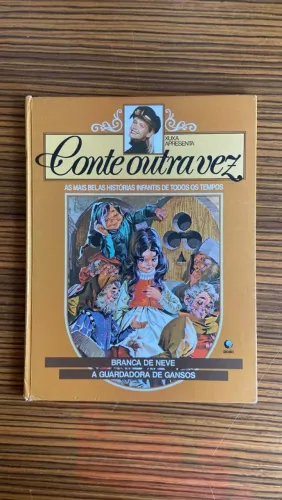 XUXA
APRESENTA
Conte outra vez
AS MAIS BELAS HISTÓRIAS INFANTIS DE TODOS OS TEMPOS
BRANCA DE NEVE
A GUARDADORA DE GANSOS
GLOBO